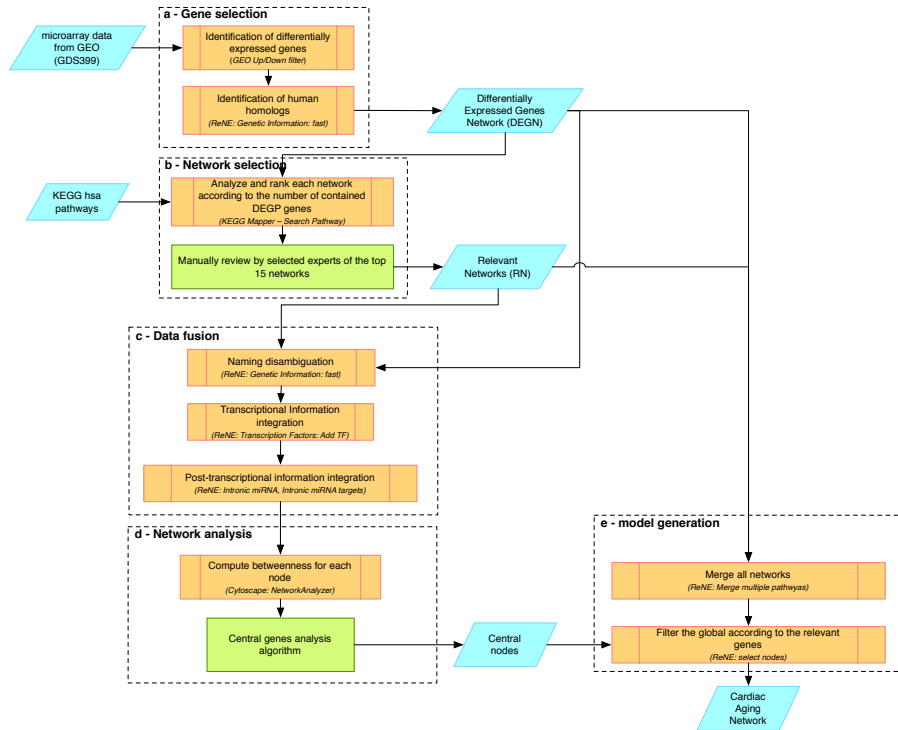 a - Gene selection
microarray data
from GEO
(GDS399)
Identification of differentially
expressed genes
(GEO Up/Down filter)
Identification of human
homologs
(ReNE: Genetic Information: fast)
Differentially
Expressed Genes
Network (DEGN)
b - Network selection
KEGG hsa
pathways
Analyze and rank each network
according to the number of contained
DEGP genes
(KEGG Mapper – Search Pathway)
Manually review by selected experts of the top
15 networks
Relevant
Networks (RN)
c - Data fusion
Naming disambiguation
(ReNE: Genetic Information: fast)
Transcriptional Information
integration
(ReNE: Transcription Factors: Add TF)
Post-transcriptional information integration
(ReNE: Intronic miRNA, Intronic miRNA targets)
d - Network analysis
Compute betweenness for each
node
(Cytoscape: NetworkAnalyzer)
Central genes analysis
algorithm
Central
nodes
e - model generation
Merge all networks
(ReNE: Merge multiple pathwyas)
Filter the global according to the relevant
genes
(ReNE: select nodes)
Cardiac
Aging
Network